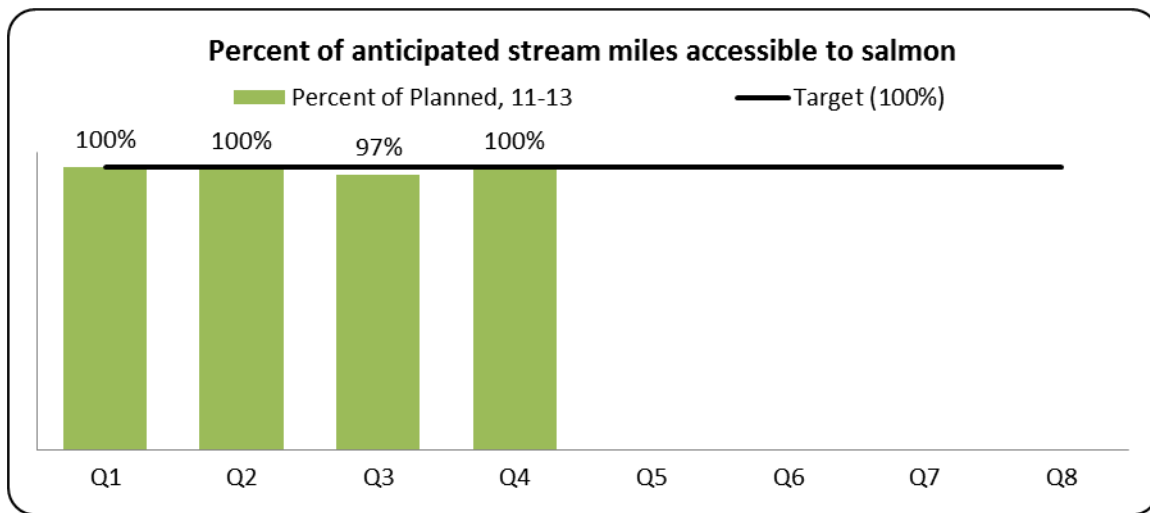 Percent of anticipated stream miles accessible to salmon
Percent of Planned, 11-13 Target (100%)
100% 100% 97% 100%
Q1 Q2 Q3 Q4 Q5 Q6 Q7 Q8